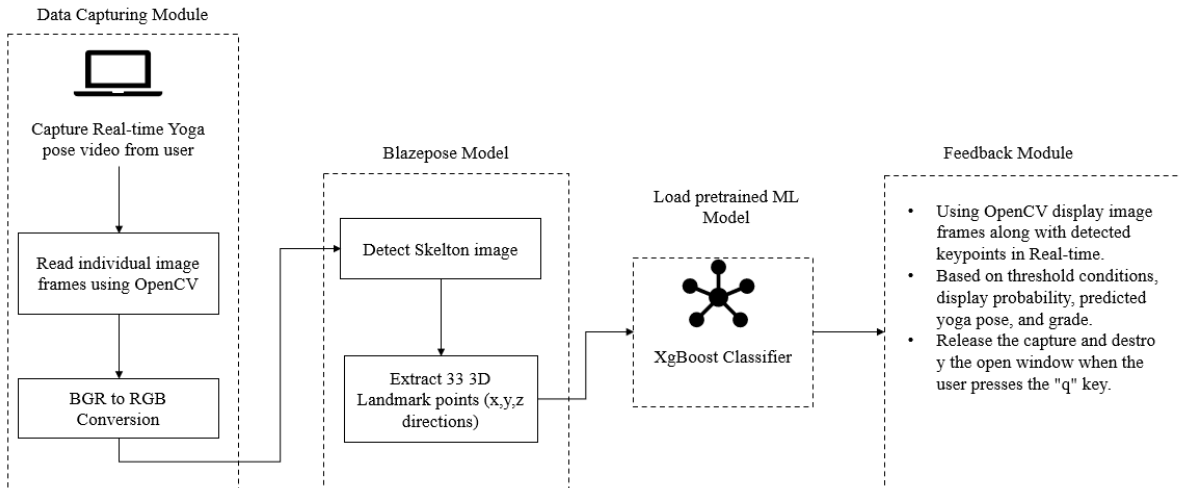 Data Capturing Module
Capture Real-time Yoga
pose video from user
Read individual image
frames using OpenCV
BGR to RGB
Conversion
Blazepose Model
Detect Skelton image
Extract 33 3D
Landmark points (x,y,z
directions)
Load pretrained ML
Model
XgBoost Classifier
Feedback Module
• Using OpenCV display image
frames along with detected
keypoints in Real-time.
• Based on threshold conditions,
display probability, predicted
yoga pose, and grade.
• Release the capture and destro
y the open window when the
user presses the "q" key.